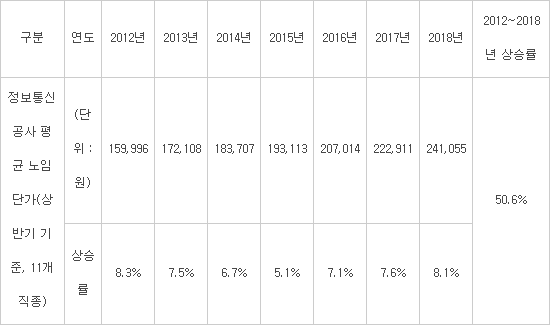 구분
연도
2012년
2013년
2014년
2015년
2016년
2017년
2018년
2012~2018
년 상승률
정보통신
공사 평
균 노임
단가(상
반기 기
준, 11개
직종)
(단
위 :
원)
159,996
172,108
183,707
193,113
207,014
222,911
241,055
50.6%
상승
률
8.3%
7.5%
6.7%
5.1%
7.1%
7.6%
8.1%